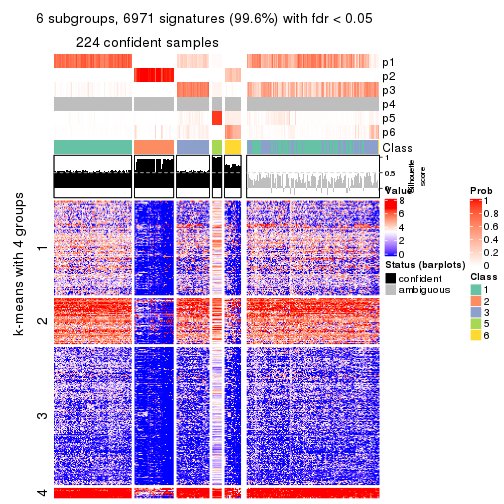 6 subgroups, 6971 signatures (99.6%) with fdr < 0.05
224 confident samples
p1
p2
p3
p4
p5
p6
Class
1
0.5
0
Silhouette
score
k-means with 4 groups
1
2
3
4
Value
8
6
4
2
0
Status (barplots)
confident
ambiguous
Prob
1
0.8
0.6
0.4
0.2
0
Class
1
2
3
5
6